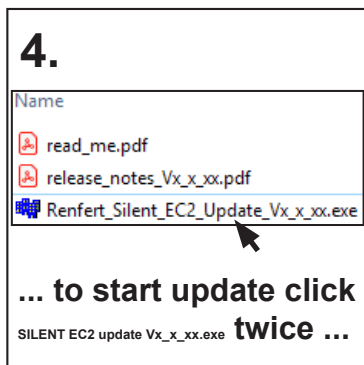 4.
Name
read_me.pdf
release_notes_Vx_x_xx.pdf
Renfert_Silent_EC2_Update_Vx_x_xx.exe
... to start update click
SILENT EC2 update Vx_x_xx.exe twice ...